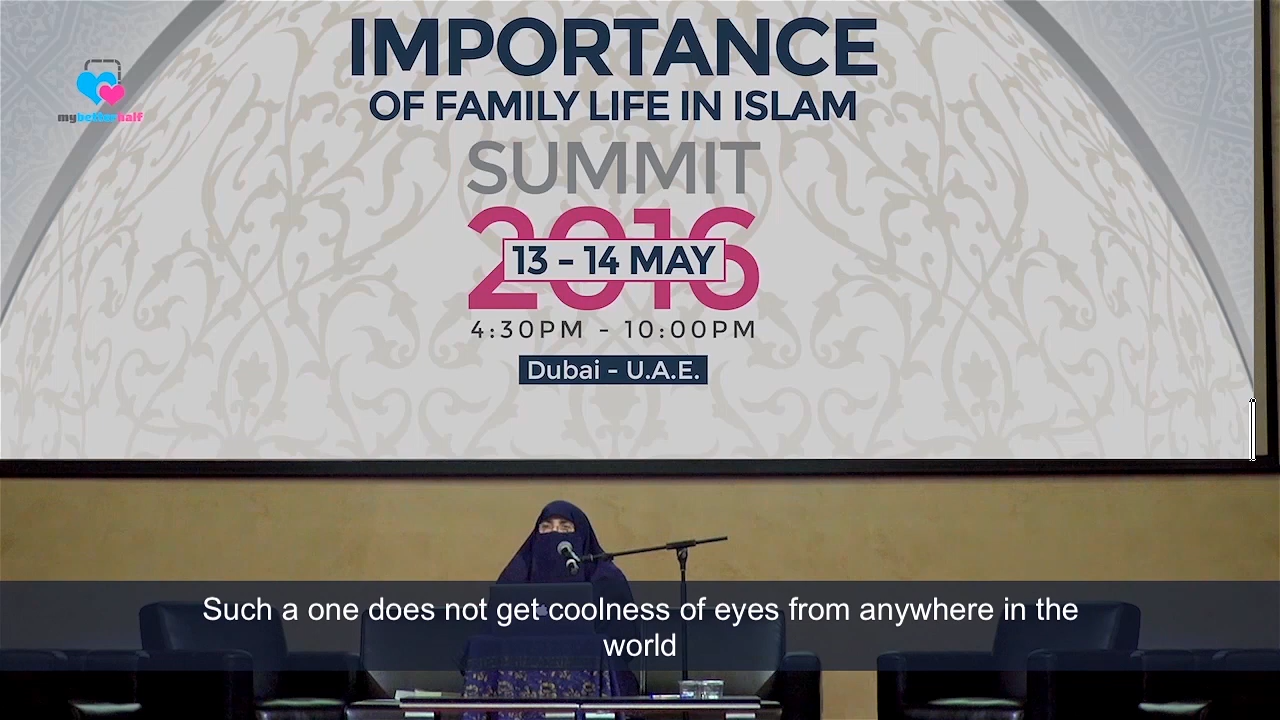 IMPORTANCE
OF FAMILY LIFE IN ISLAM
mybetterhalf
SUMMIT
2016
13 - 14 MAY
4:30PM - 10:00PM
Dubai - U.A.E.
Such a one does not get coolness of eyes from anywhere in the
world